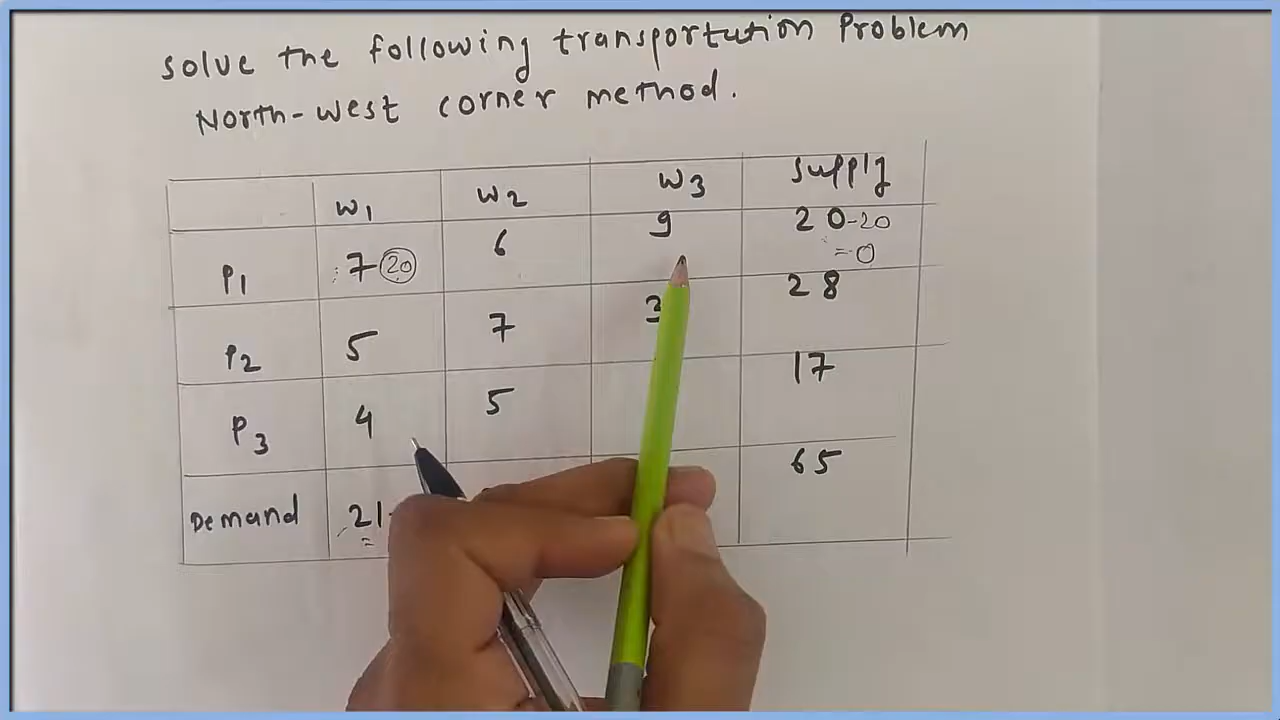 Solve the following transportution Problem
North-west corner method.
W1 W2 W3 Supply
P1 7 20 6 9 20-20
=0
P2 5 7 3 28
P3 4 5 17
Demand 21 65
=